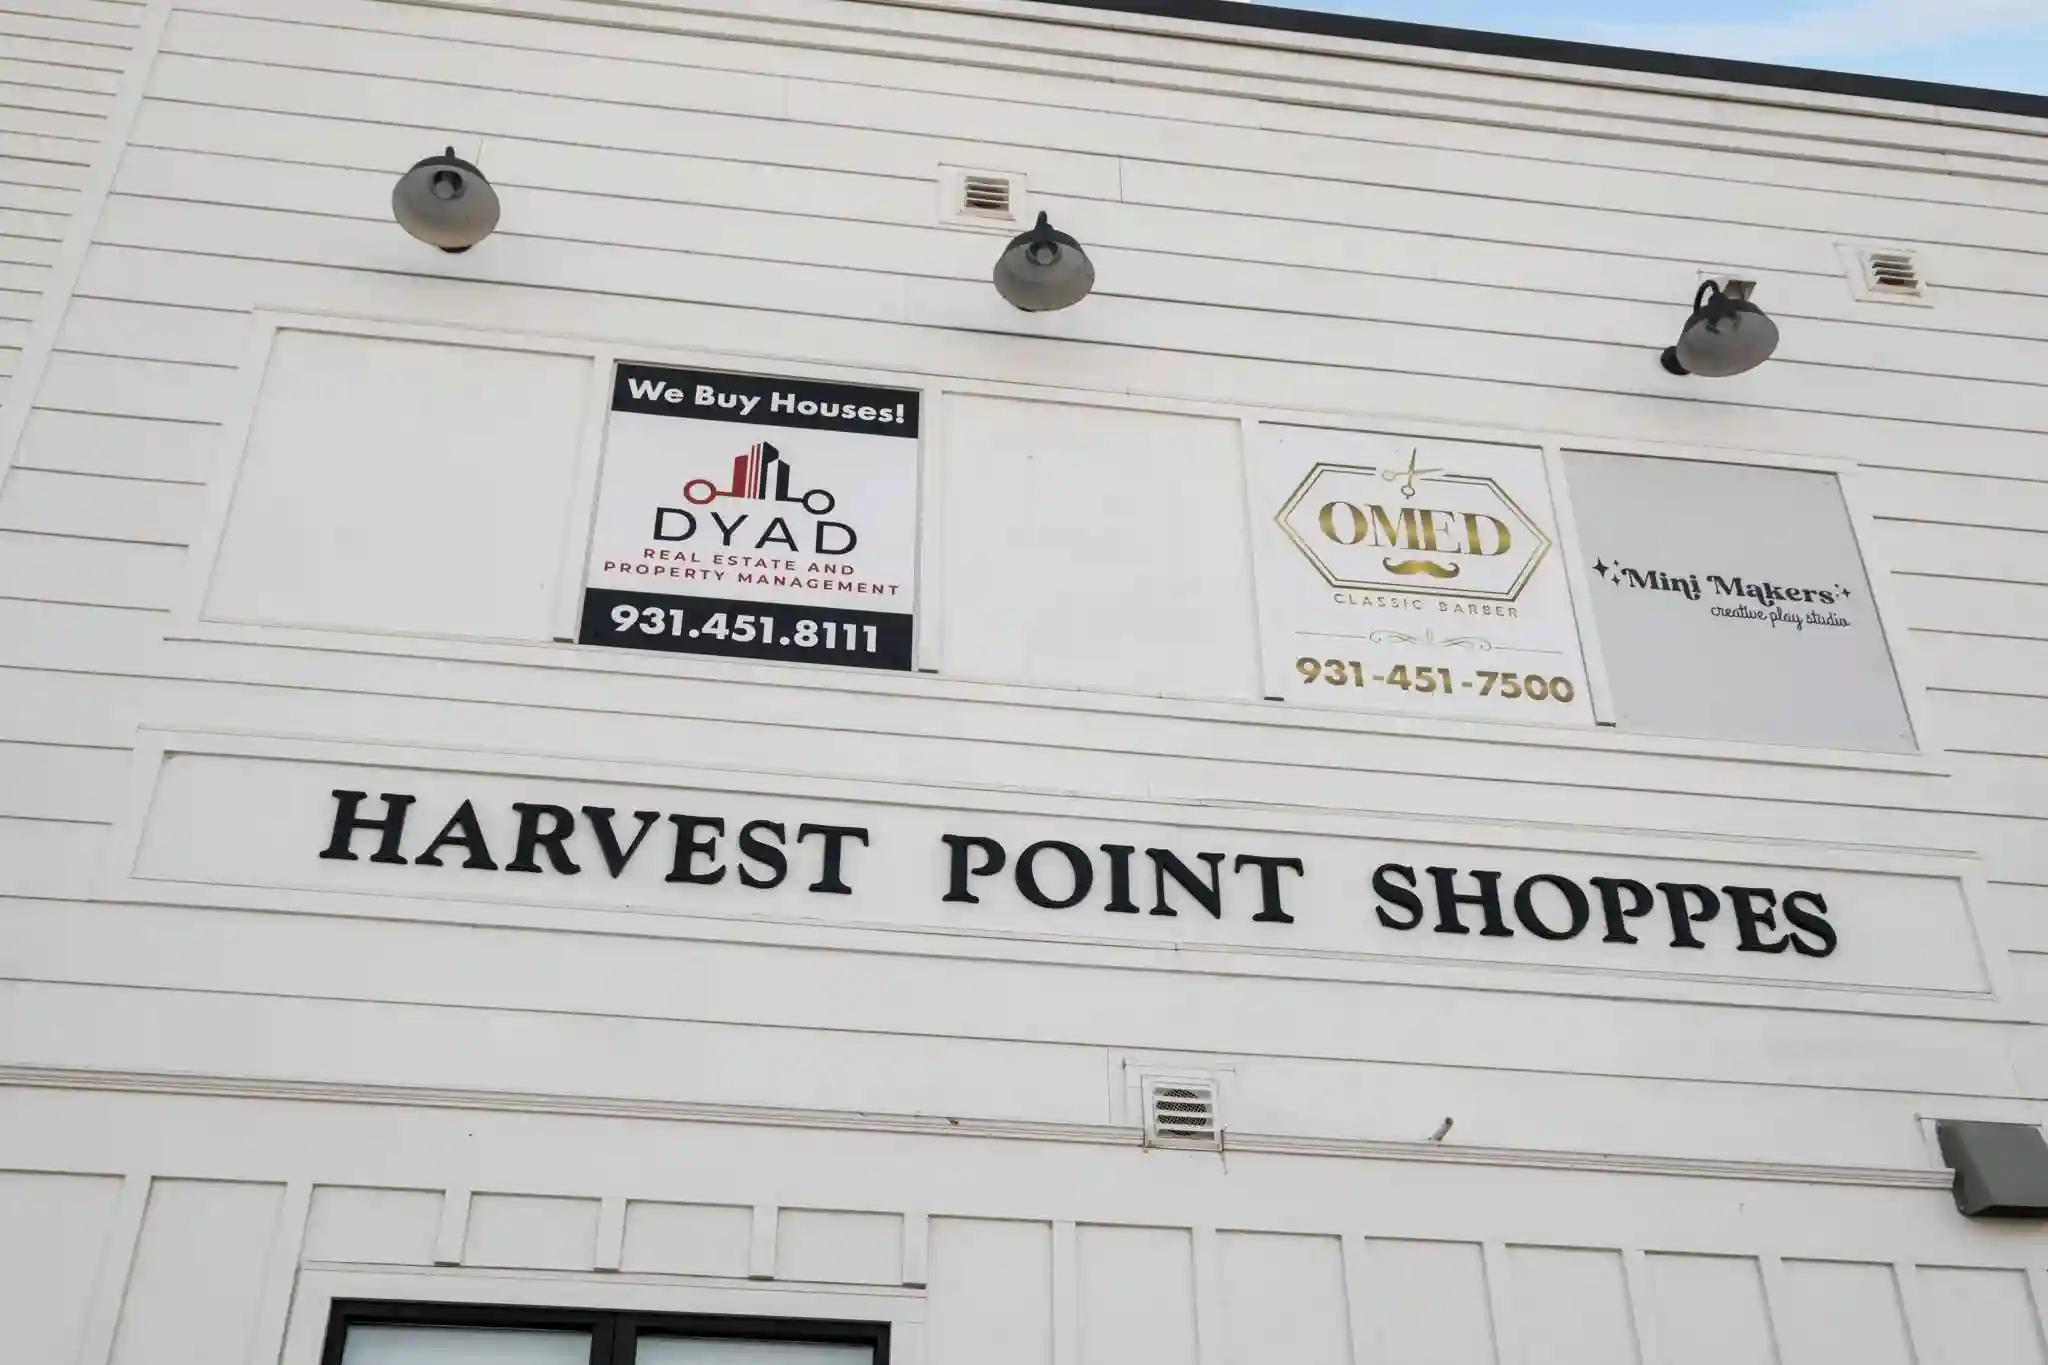 We Buy Houses!
DYAD
REAL ESTATE AND
PROPERTY MANAGEMENT
931.451.8111
OMED
CLASSIC BARBER
931-451-7500
Mini Makers
creative play studio
HARVEST POINT SHOPPES